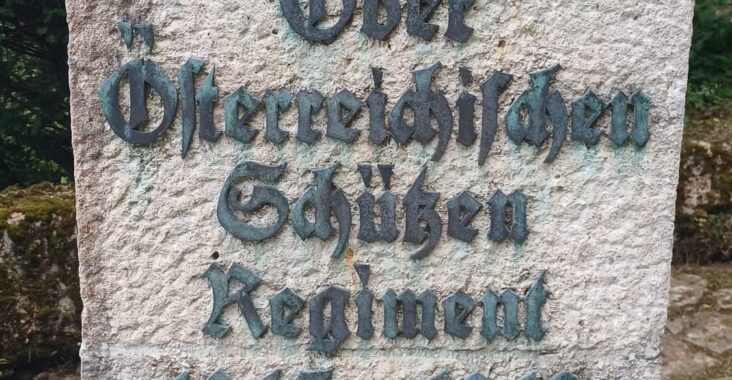 Ober
Öſterreichiſchen
Schützen
Regiment